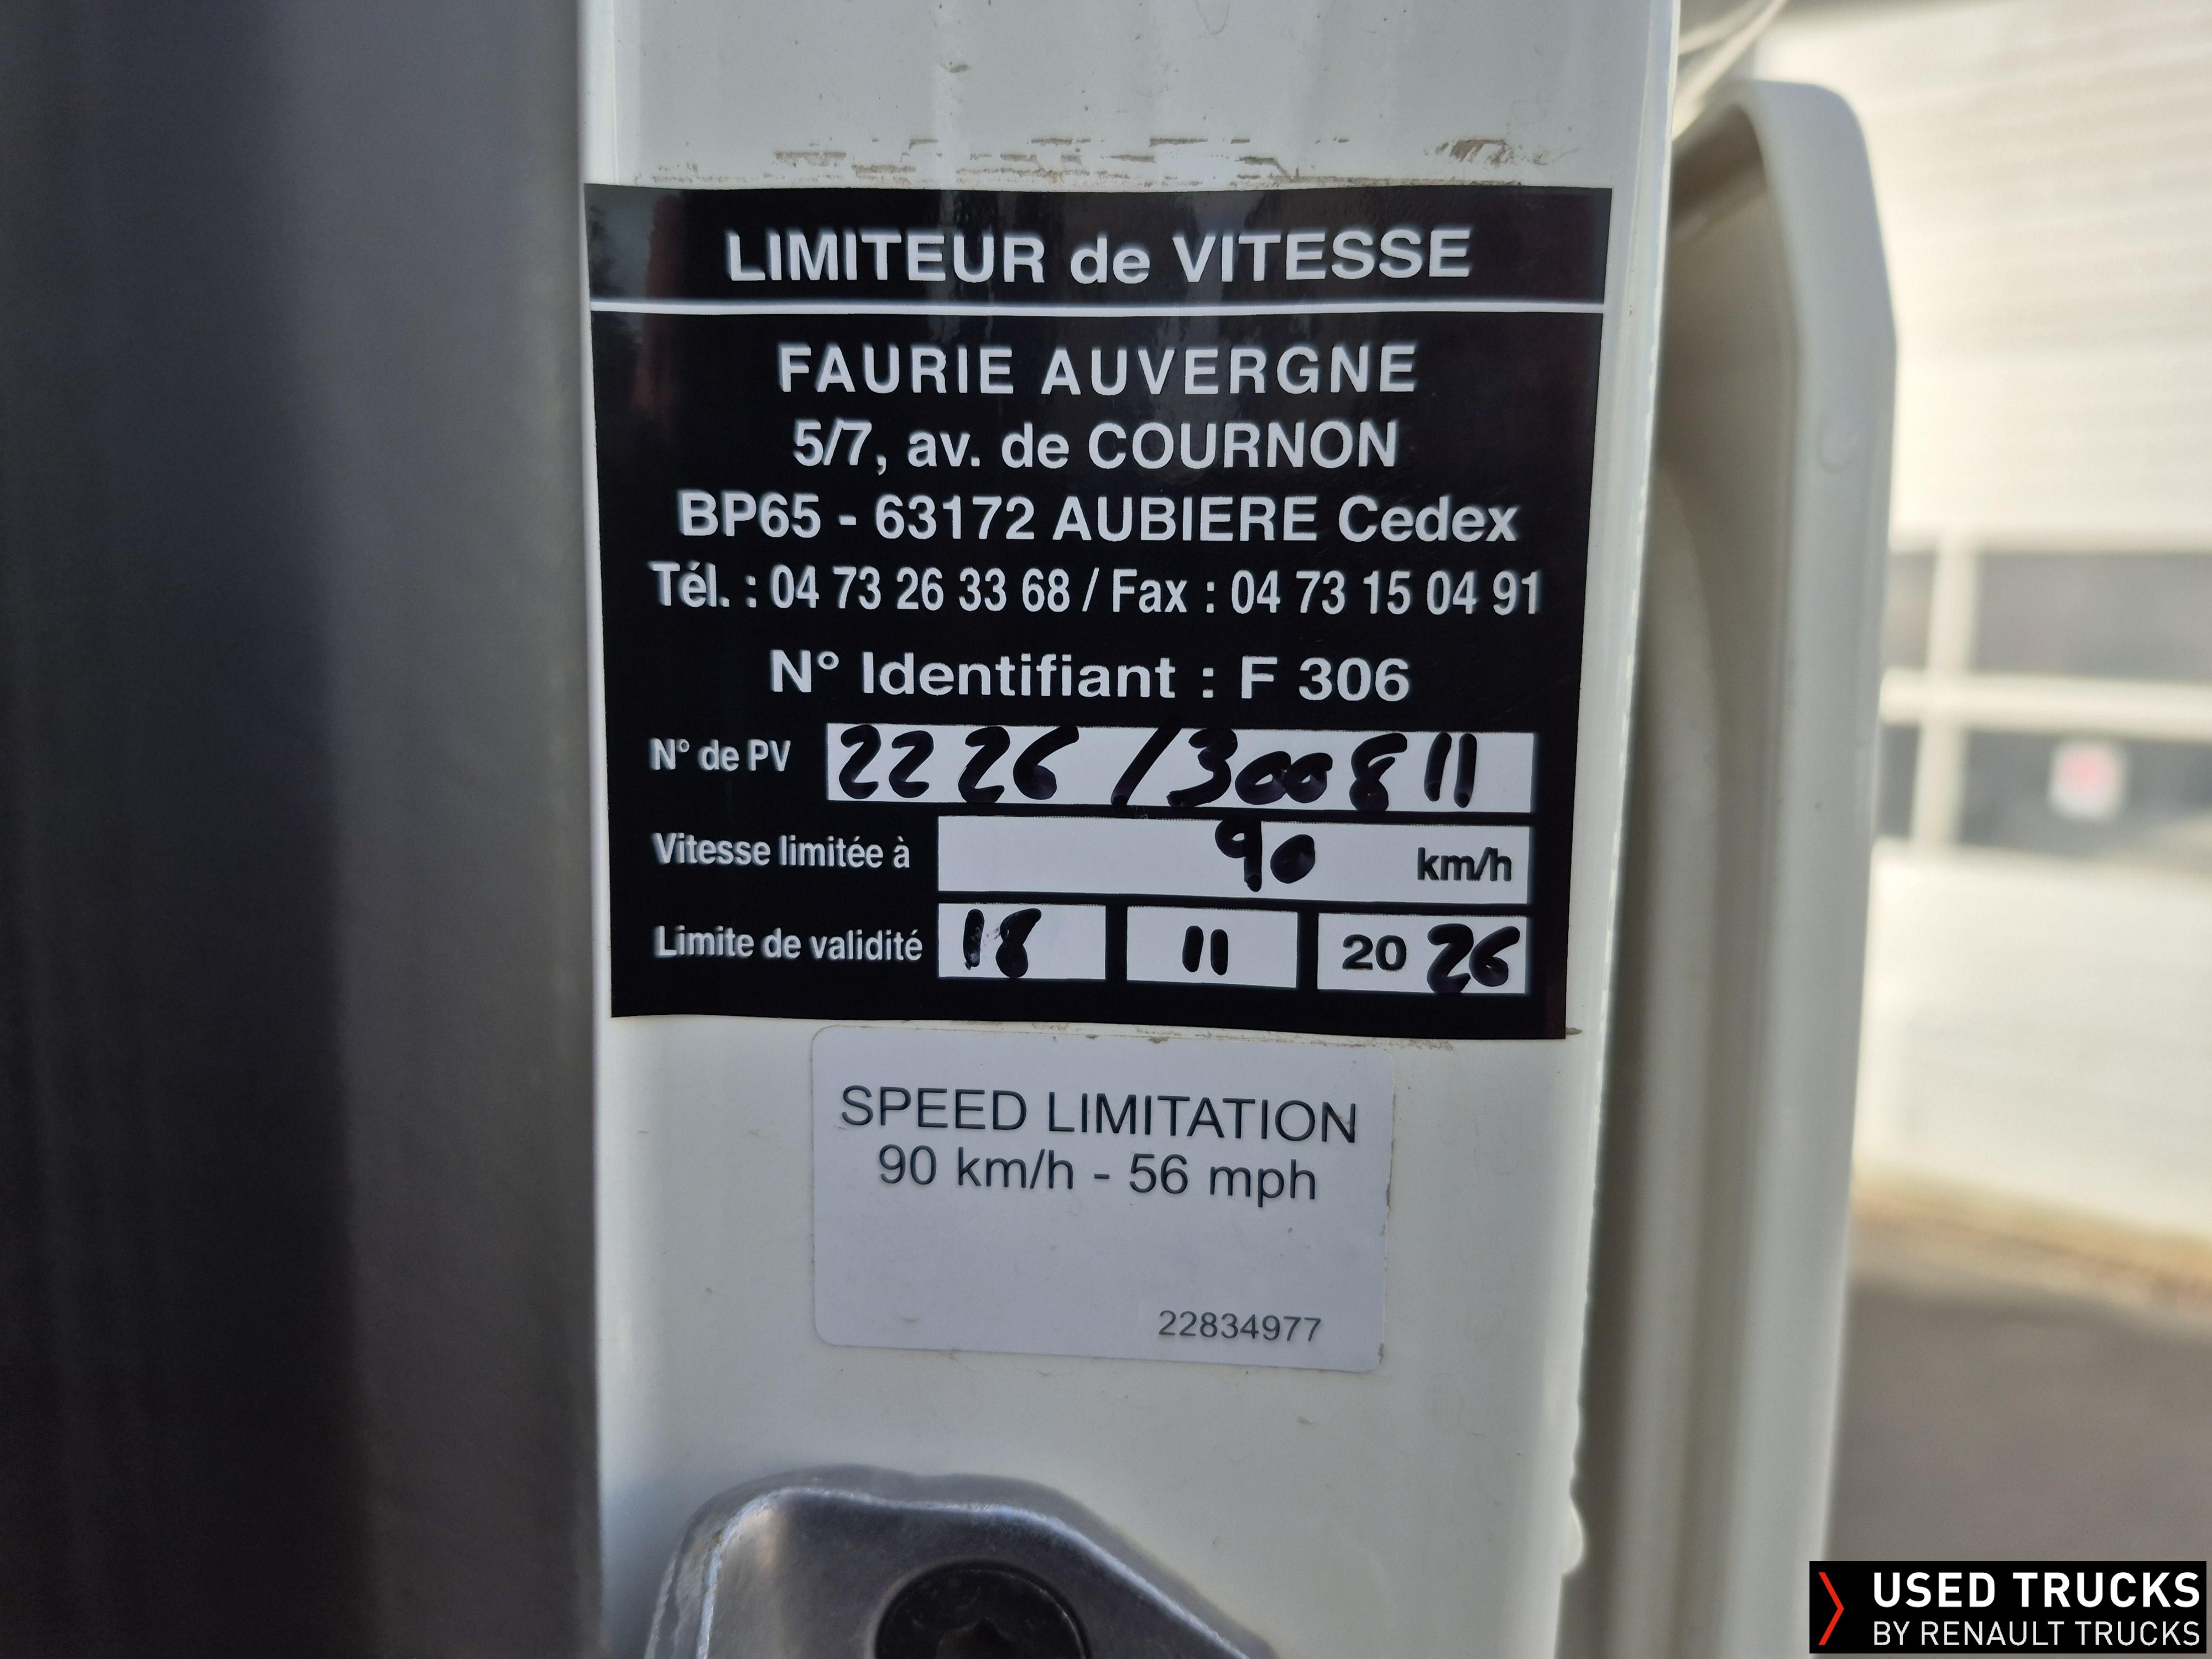 LIMITEUR de VITESSE
FAURIE AUVERGNE
5/7, av. de COURNON
BP65 - 63172 AUBIERE Cedex
Tél. : 04 73 26 33 68 / Fax : 04 73 15 04 91
N° Identifiant : F 306
N° de PV 2226/300811
Vitesse limitée à 90 km/h
Limite de validité 18 11 2026
SPEED LIMITATION
90 km/h - 56 mph
22834977
USED TRUCKS
BY RENAULT TRUCKS